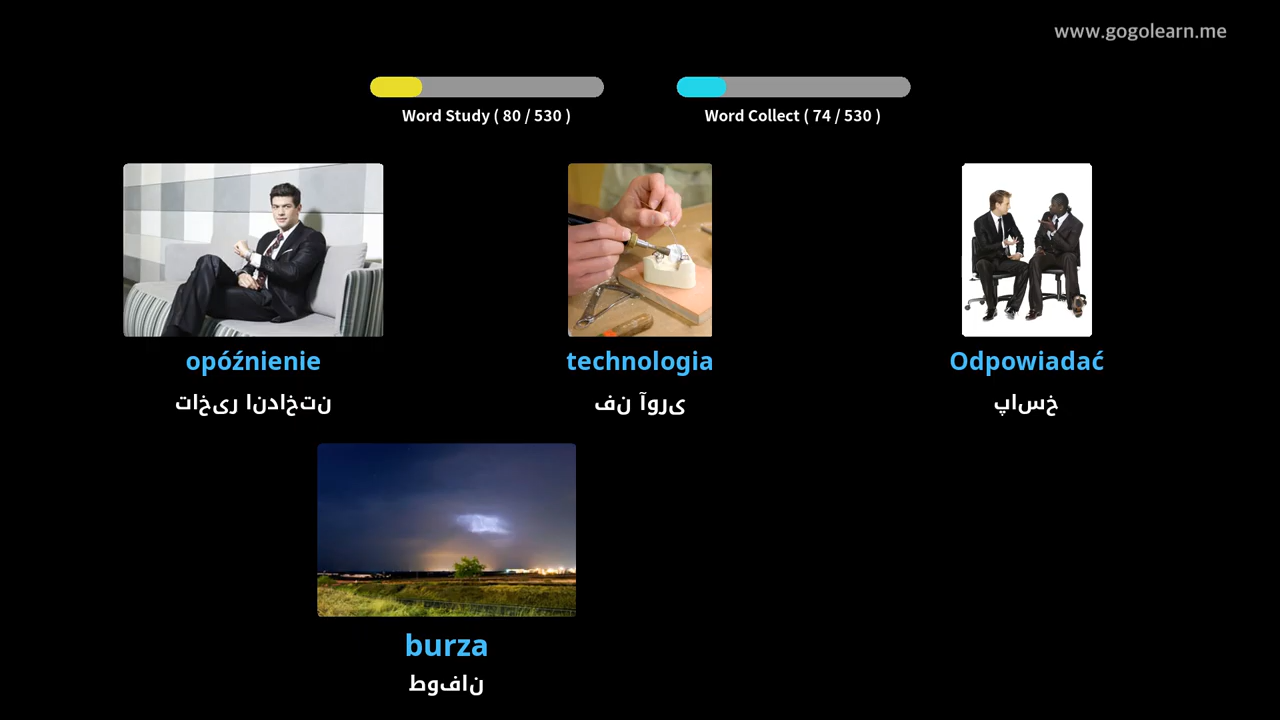 www.gogolearn.me
Word Study ( 80 / 530 )
Word Collect ( 74 / 530 )
opóźnienie
تاخیر انداختن
technologia
فن آوری
Odpowiadać
پاسخ
burza
طوفان